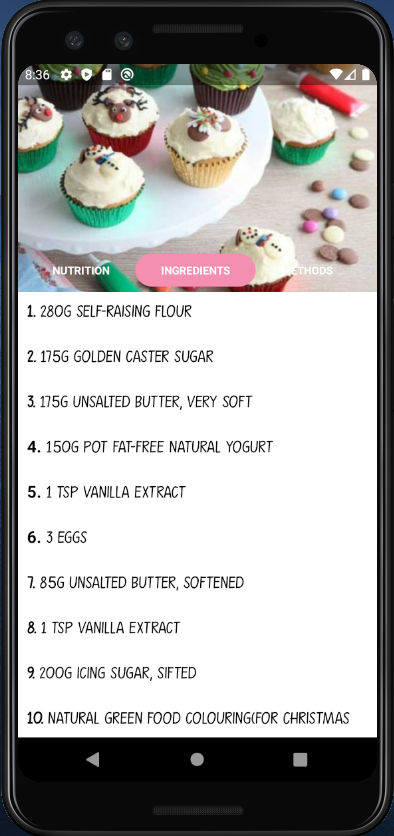 8:36
NUTRITION INGREDIENTS METHODS
1. 280G SELF-RAISING FLOUR
2. 175G GOLDEN CASTER SUGAR
3. 175G UNSALTED BUTTER, VERY SOFT
4. 150G POT FAT-FREE NATURAL YOGURT
5. 1 TSP VANILLA EXTRACT
6. 3 EGGS
7. 85G UNSALTED BUTTER, SOFTENED
8. 1 TSP VANILLA EXTRACT
9. 200G ICING SUGAR, SIFTED
10. NATURAL GREEN FOOD COLOURING(FOR CHRISTMAS